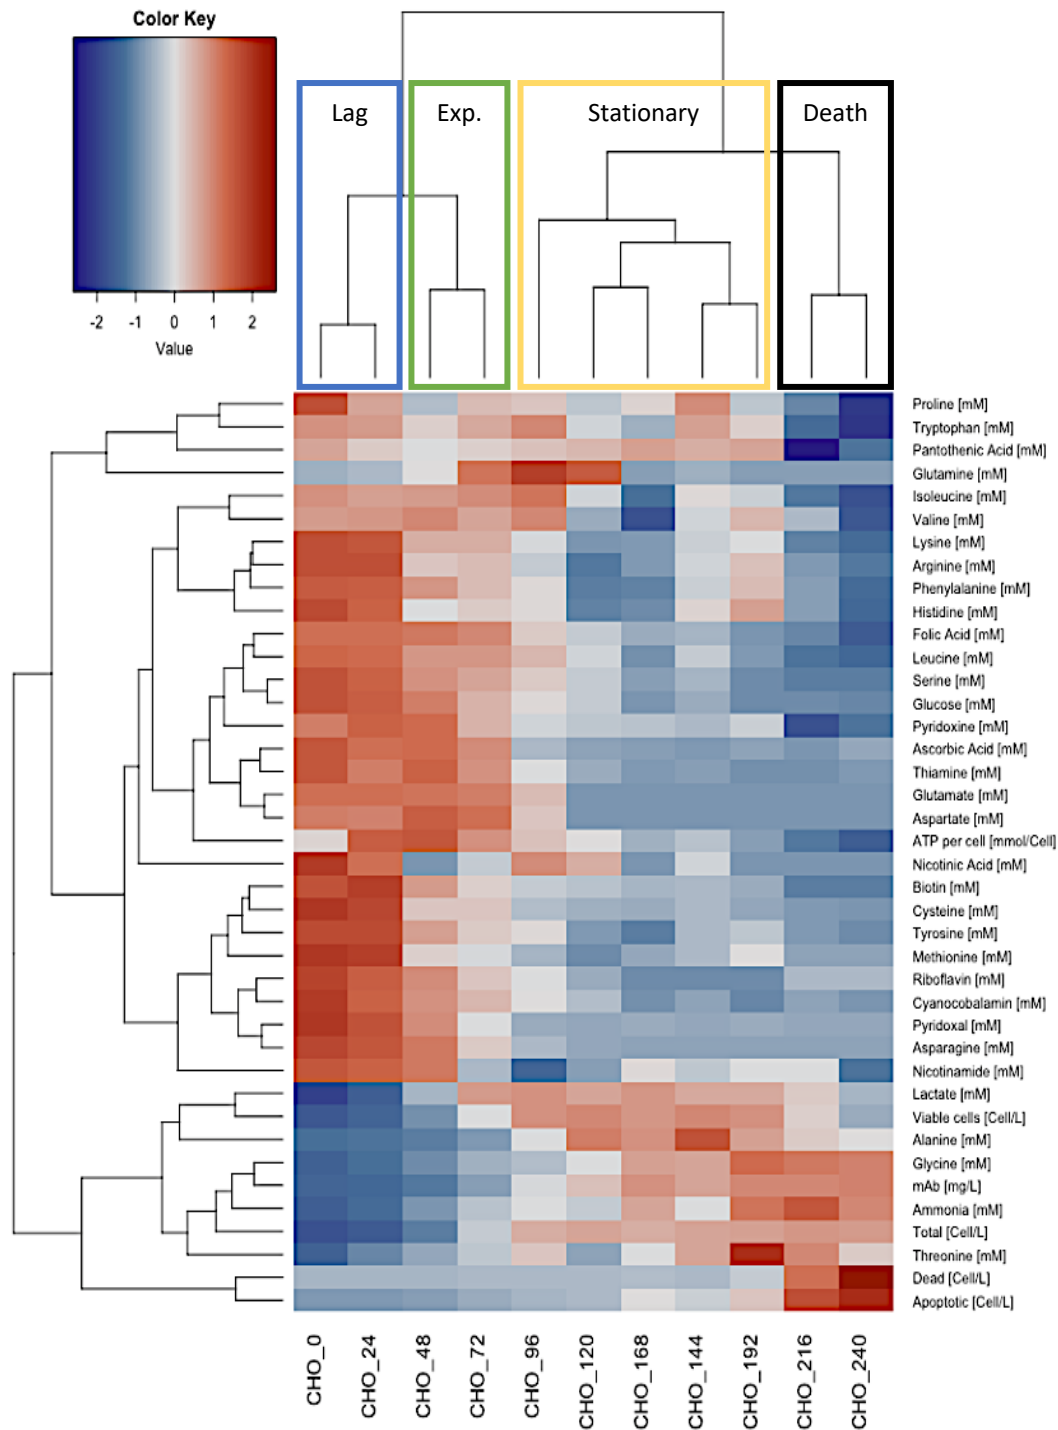 Color Key
-2 -1 0 1 2
Value
Lag Exp. Stationary Death
Proline [mM]
Tryptophan [mM]
Pantothenic Acid [mM]
Glutamine [mM]
Isoleucine [mM]
Valine [mM]
Lysine [mM]
Arginine [mM]
Phenylalanine [mM]
Histidine [mM]
Folic Acid [mM]
Leucine [mM]
Serine [mM]
Glucose [mM]
Pyridoxine [mM]
Ascorbic Acid [mM]
Thiamine [mM]
Glutamate [mM]
Aspartate [mM]
ATP per cell [mmol/Cell]
Nicotinic Acid [mM]
Biotin [mM]
Cysteine [mM]
Tyrosine [mM]
Methionine [mM]
Riboflavin [mM]
Cyanocobalamin [mM]
Pyridoxal [mM]
Asparagine [mM]
Nicotinamide [mM]
Lactate [mM]
Viable cells [Cell/L]
Alanine [mM]
Glycine [mM]
mAb [mg/L]
Ammonia [mM]
Total [Cell/L]
Threonine [mM]
Dead [Cell/L]
Apoptotic [Cell/L]
CHO_0
CHO_24
CHO_48
CHO_72
CHO_96
CHO_120
CHO_168
CHO_144
CHO_192
CHO_216
CHO_240